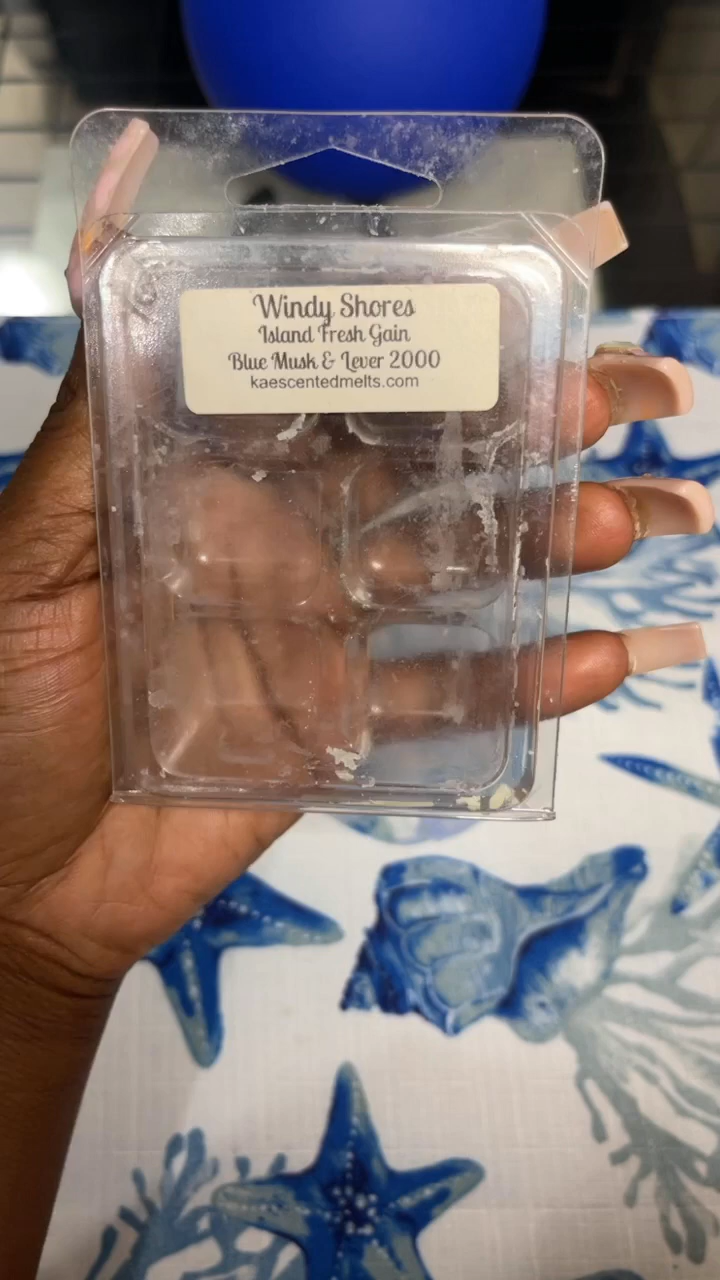 Windy Shores
Island Fresh Gain
Blue Musk & Lever 2000
kaescentedmelts.com